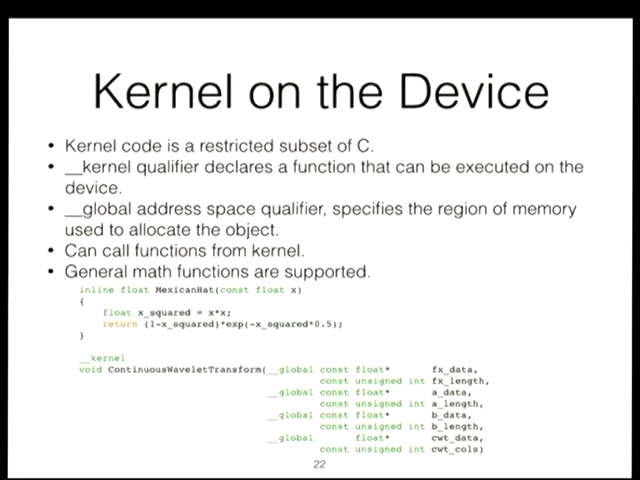 Kernel on the Device
• Kernel code is a restricted subset of C.
• __kernel qualifier declares a function that can be executed on the
device.
• __global address space qualifier, specifies the region of memory
used to allocate the object.
• Can call functions from kernel.
• General math functions are supported.
inline float MexicanHat(const float x)
{
float x_squared = x*x;
return (1-x_squared)*exp(-x_squared*0.5);
}
__kernel
void ContinuousWaveletTransform(__global const float* fx_data,
const unsigned int fx_length,
__global const float* a_data,
const unsigned int a_length,
__global const float* b_data,
const unsigned int b_length,
__global float* cwt_data,
const unsigned int cwt_cols)
22